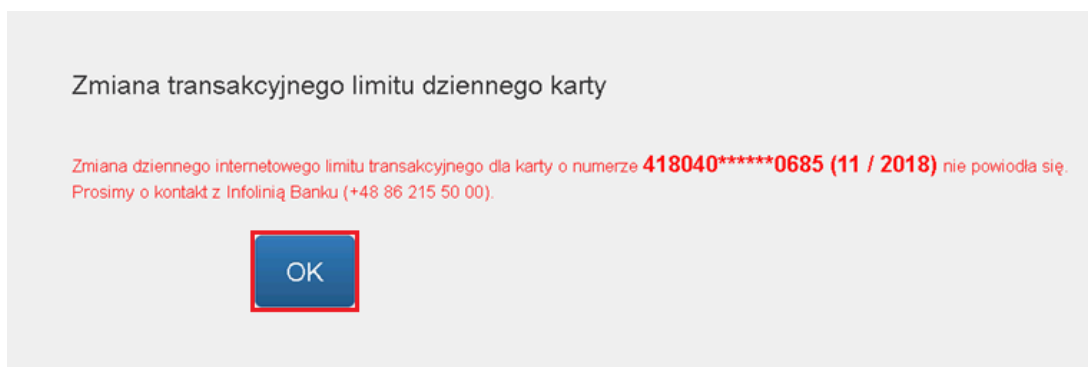 Zmiana transakcyjnego limitu dziennego karty
Zmiana dziennego internetowego limitu transakcyjnego dla karty o numerze 418040******0685 (11 / 2018) nie powiodła się.
Prosimy o kontakt z Infolinią Banku (+48 86 215 50 00).
OK